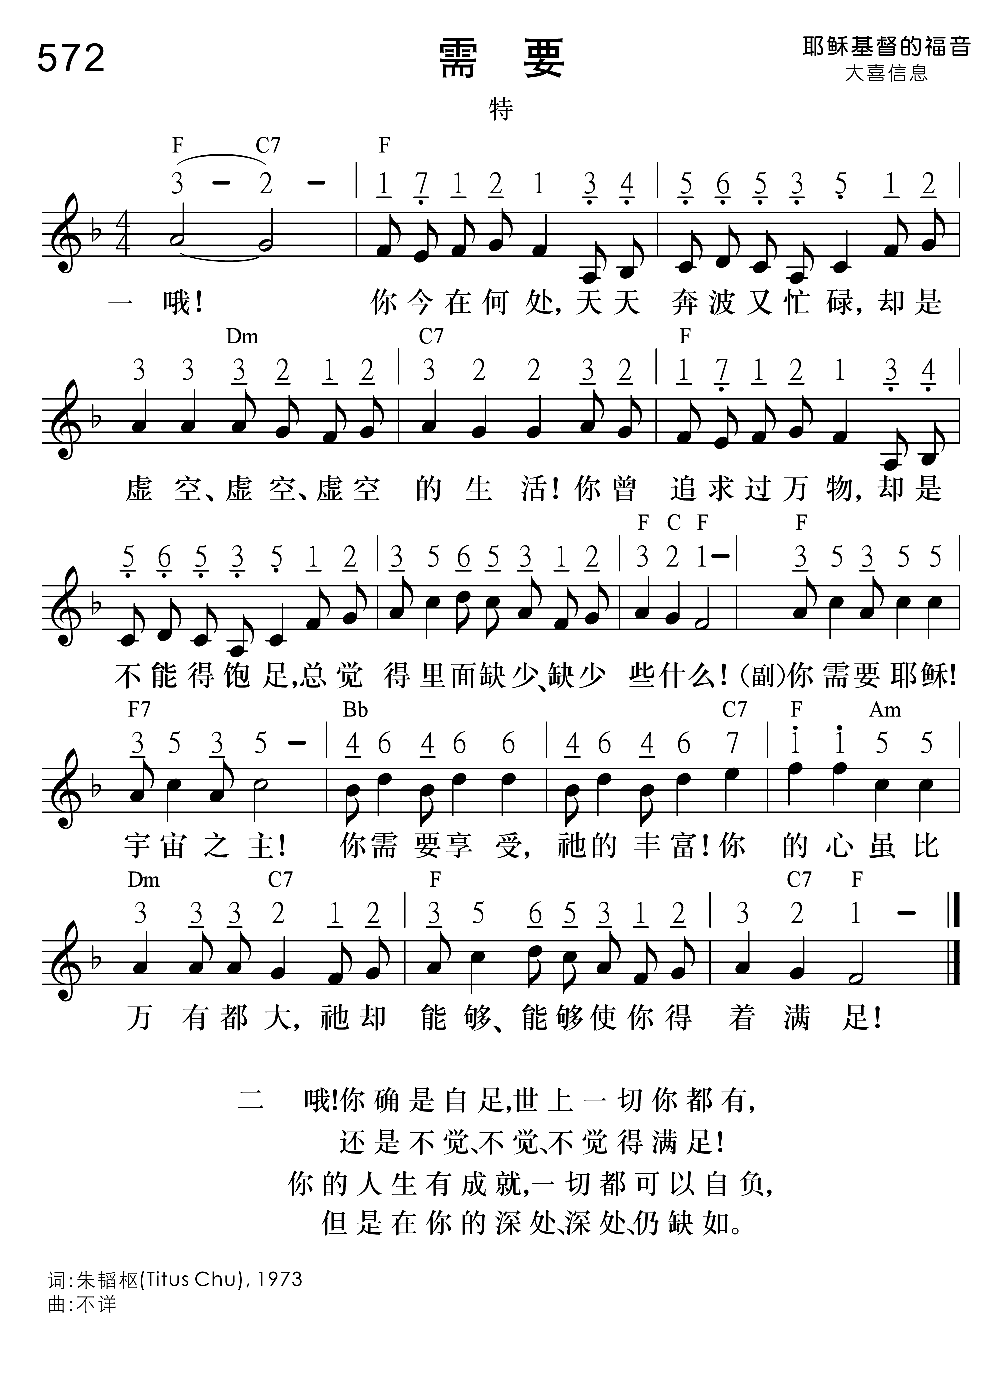 572
需 要
耶稣基督的福音
大喜信息
特
F C7 F
3 - 2 - | 1 7 1 2 1 3 4 | 5 6 5 3 5 1 2 |
4
4
一 哦! 你今在何处,天天 奔波又忙碌,却是
Dm C7 F
3 3 3 2 1 2 | 3 2 2 3 2 | 1 7 1 2 1 3 4 |
虚空、虚空、虚空 的生活!你曾 追求过万物,却是
F C F F
5 6 5 3 5 1 2 | 3 5 6 5 3 1 2 | 3 2 1 - | 3 5 3 5 5
不能得饱足,总觉 得里面缺少、缺少 些什么!(副)你需要耶稣!
F7 Bb C7 F Am
3 5 3 5 - | 4 6 4 6 6 | 4 6 4 6 7 | 1 1 5 5
宇宙之主! 你需要享受,祂的丰富!你 的心虽比
Dm C7 F C7 F
3 3 3 2 1 2 | 3 5 6 5 3 1 2 | 3 2 1 -
万有都大,祂却 能够、能够使你得 着满足!
二 哦!你确是自足,世上一切你都有,
还是不觉、不觉、不觉得满足!
你的人生有成就,一切都可以自负,
但是在你的深处、深处、仍缺如。
词:朱韬枢(Titus Chu), 1973
曲:不详